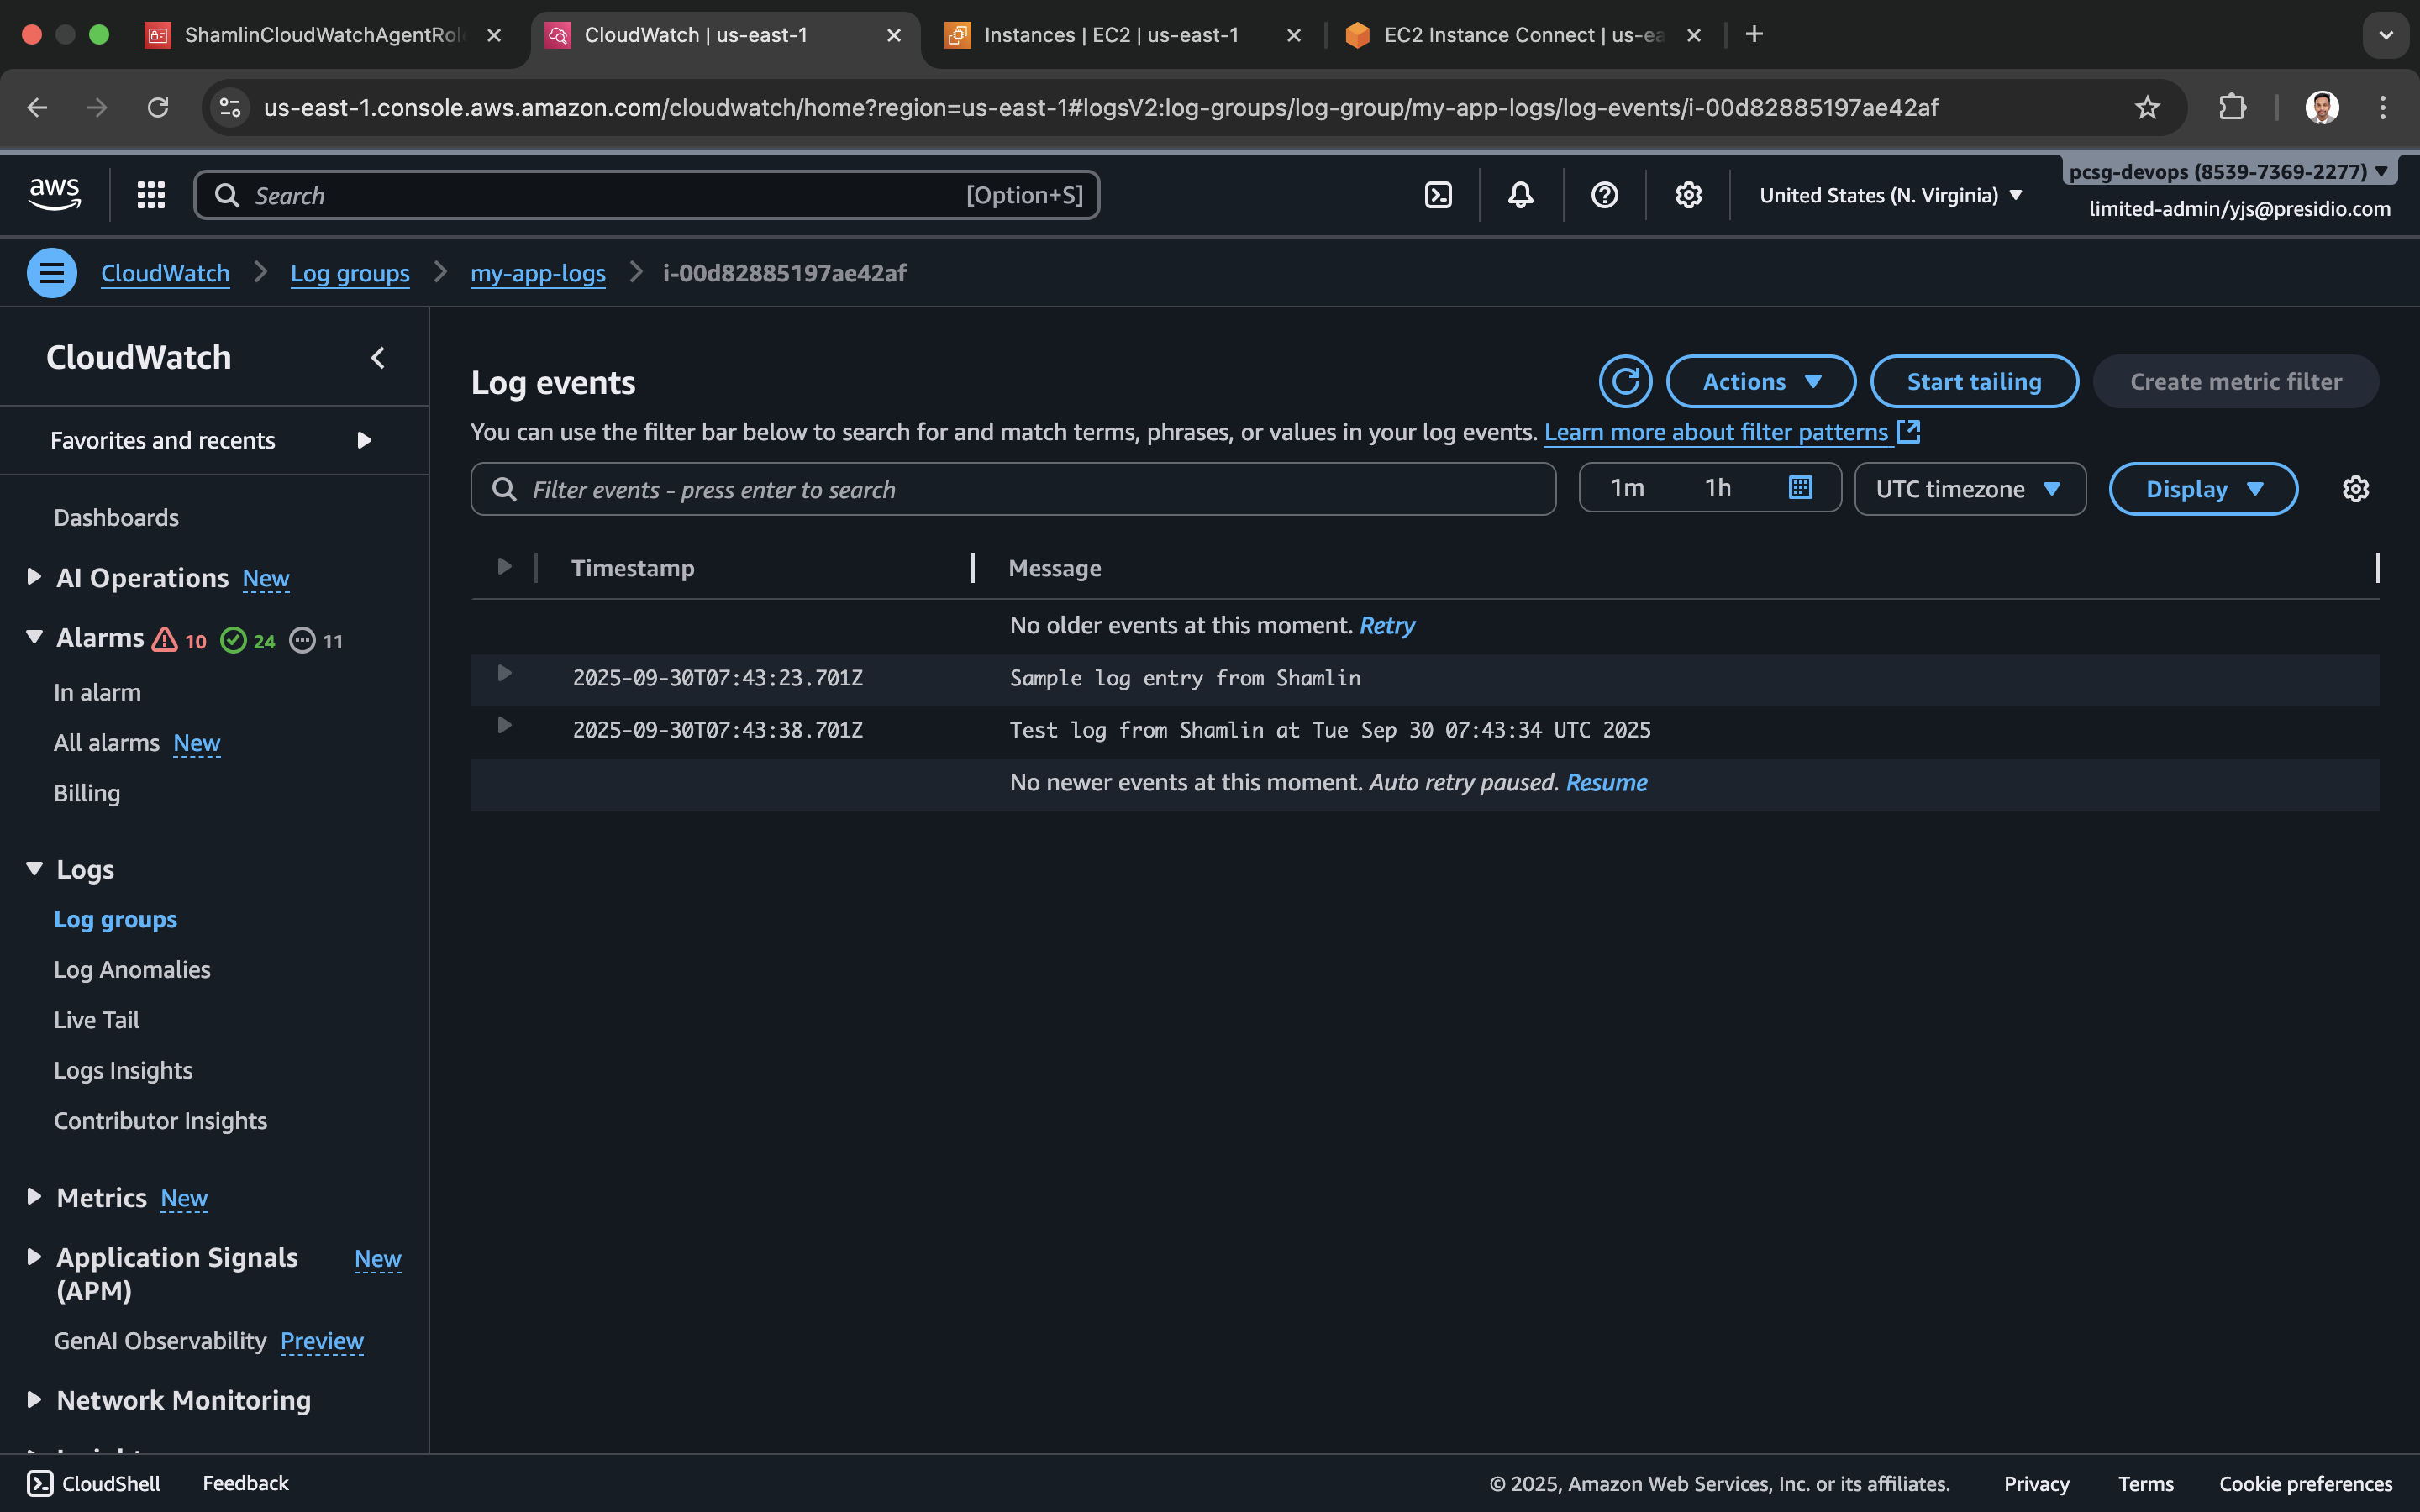 ShamlinCloudWatchAgentRol
CloudWatch | us-east-1
Instances | EC2 | us-east-1
EC2 Instance Connect | us-ea
us-east-1.console.aws.amazon.com/cloudwatch/home?region=us-east-1#logsV2:log-groups/log-group/my-app-logs/log-events/i-00d82885197ae42af
aws
Search [Option+S]
United States (N. Virginia)
pcsg-devops (8539-7369-2277)
limited-admin/yjs@presidio.com
CloudWatch Log groups my-app-logs i-00d82885197ae42af
CloudWatch
Favorites and recents
Dashboards
AI Operations New
Alarms 10 24 11
In alarm
All alarms New
Billing
Logs
Log groups
Log Anomalies
Live Tail
Logs Insights
Contributor Insights
Metrics New
Application Signals (APM) New
GenAI Observability Preview
Network Monitoring
Log events
Actions
Start tailing
Create metric filter
You can use the filter bar below to search for and match terms, phrases, or values in your log events. Learn more about filter patterns
Filter events - press enter to search
1m 1h
UTC timezone
Display
Timestamp Message
No older events at this moment. Retry
2025-09-30T07:43:23.701Z Sample log entry from Shamlin
2025-09-30T07:43:38.701Z Test log from Shamlin at Tue Sep 30 07:43:34 UTC 2025
No newer events at this moment. Auto retry paused. Resume
CloudShell Feedback
© 2025, Amazon Web Services, Inc. or its affiliates. Privacy Terms Cookie preferences